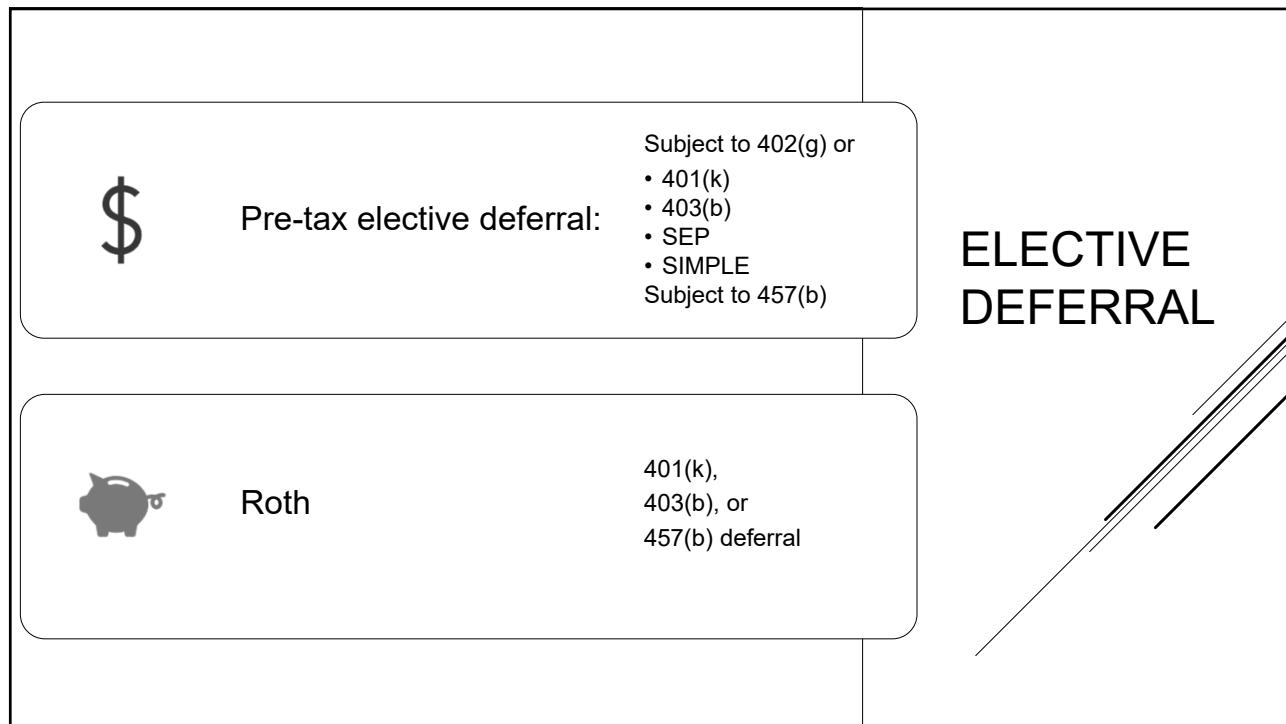 Pre-tax elective deferral:
Subject to 402(g) or
• 401(k)
• 403(b)
• SEP
• SIMPLE
Subject to 457(b)
Roth
401(k),
403(b), or
457(b) deferral
ELECTIVE
DEFERRAL